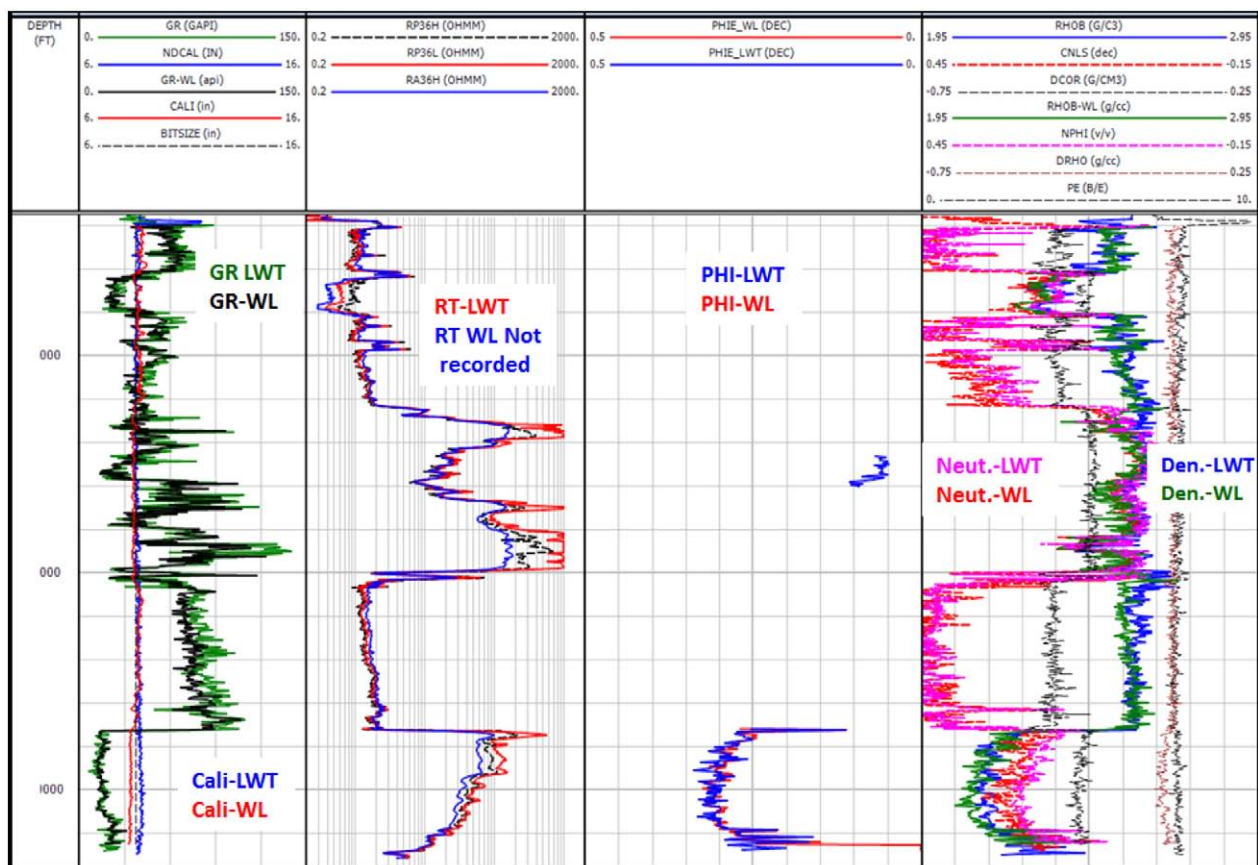 DEPTH
(FT)
GR (GAPI)
0. 150.
NDCAL (IN)
6. 16.
GR-WL (api)
0. 150.
CALI (in)
6. 16.
BITSIZE (in)
6. 16.
RP36H (OHMM)
0.2 2000.
RP36L (OHMM)
0.2 2000.
RA36H (OHMM)
0.2 2000.
PHIE_WL (DEC)
0.5 0.
PHIE_LWT (DEC)
0.5 0.
RHOB (G/C3)
1.95 2.95
CNLS (dec)
0.45 -0.15
DCOR (G/CM3)
-0.75 0.25
RHOB-WL (g/cc)
1.95 2.95
NPHI (v/v)
0.45 -0.15
DRHO (g/cc)
-0.75 0.25
PE (B/E)
0. 10.
GR LWT
GR-WL
RT-LWT
RT WL Not
recorded
PHI-LWT
PHI-WL
000
Neut.-LWT
Neut.-WL
Den.-LWT
Den.-WL
000
Cali-LWT
Cali-WL
000